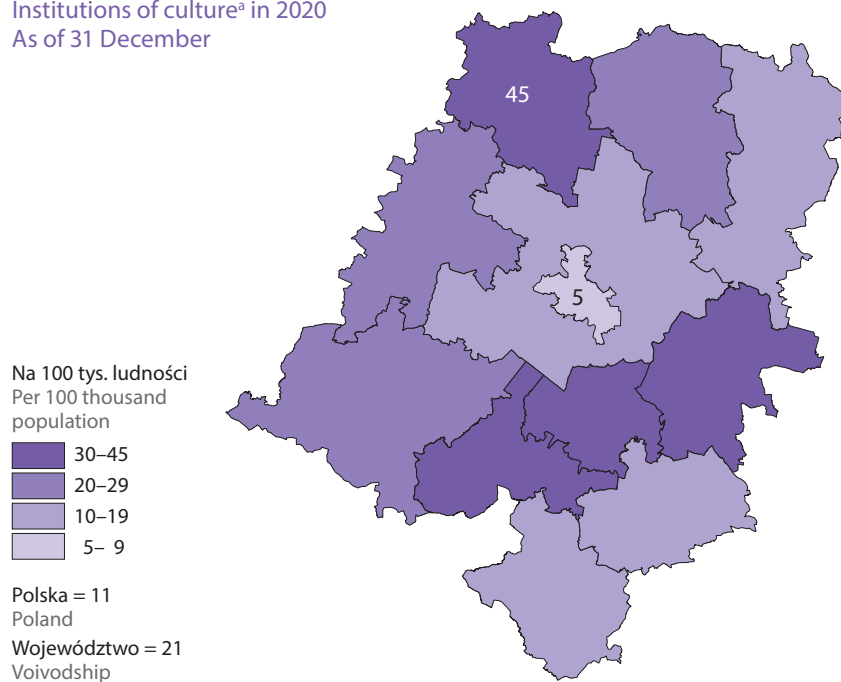 Institutions of cultureᵃ in 2020
As of 31 December
45
5
Na 100 tys. ludności
Per 100 thousand
population
30–45
20–29
10–19
5– 9
Polska = 11
Poland
Województwo = 21
Voivodship